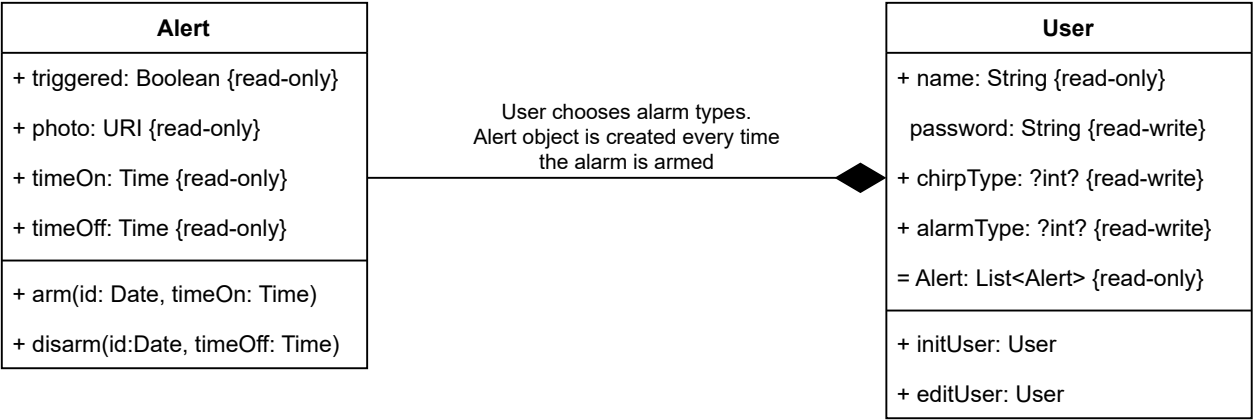 Alert
+ triggered: Boolean {read-only}
+ photo: URI {read-only}
+ timeOn: Time {read-only}
+ timeOff: Time {read-only}
+ arm(id: Date, timeOn: Time)
+ disarm(id:Date, timeOff: Time)
User chooses alarm types.
Alert object is created every time
the alarm is armed
User
+ name: String {read-only}
password: String {read-write}
+ chirpType: ?int? {read-write}
+ alarmType: ?int? {read-write}
= Alert: List<Alert> {read-only}
+ initUser: User
+ editUser: User